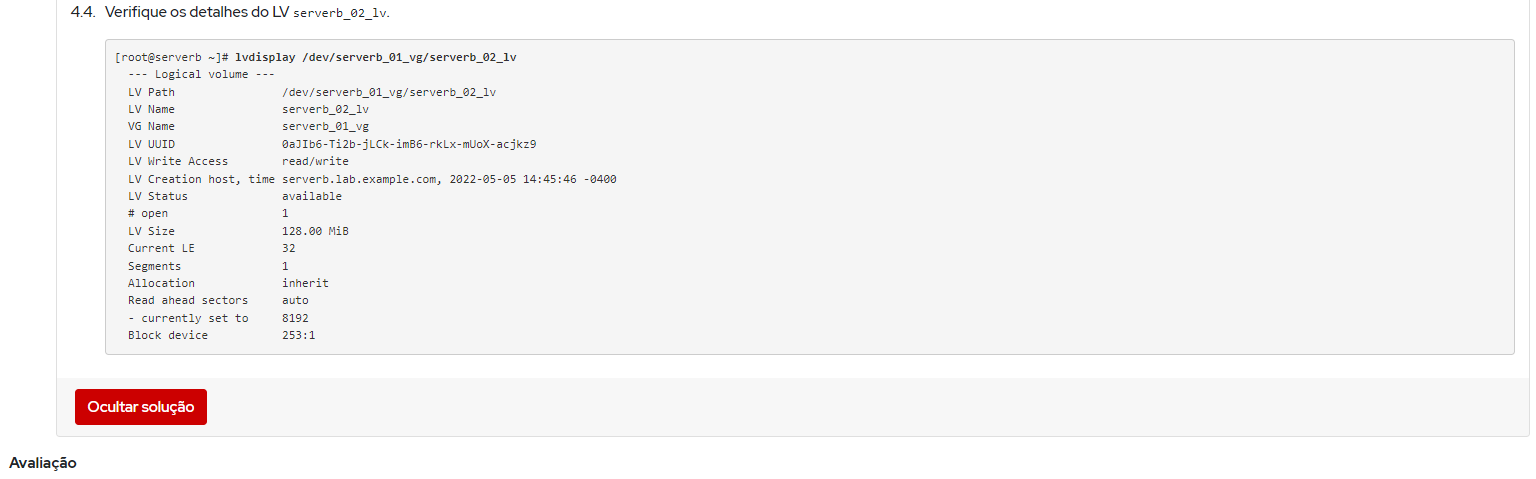 4.4. Verifique os detalhes do LV serverb_02_lv.
[root@serverb ~]# lvdisplay /dev/serverb_01_vg/serverb_02_lv
--- Logical volume ---
LV Path /dev/serverb_01_vg/serverb_02_lv
LV Name serverb_02_lv
VG Name serverb_01_vg
LV UUID 0aJIb6-Ti2b-jLCk-imB6-rkLx-mUoX-acjkz9
LV Write Access read/write
LV Creation host, time serverb.lab.example.com, 2022-05-05 14:45:46 -0400
LV Status available
# open 1
LV Size 128.00 MiB
Current LE 32
Segments 1
Allocation inherit
Read ahead sectors auto
- currently set to 8192
Block device 253:1
Ocultar solução
Avaliação